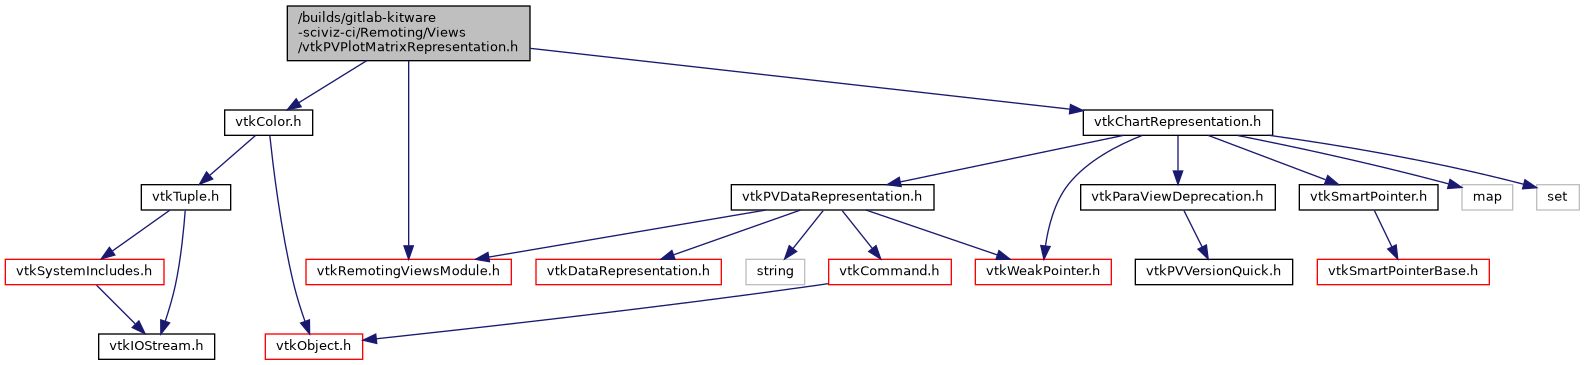 /builds/gitlab-kitware
-sciviz-ci/Remoting/Views
/vtkPVPlotMatrixRepresentation.h
vtkColor.h
vtkChartRepresentation.h
vtkTuple.h
vtkPVDataRepresentation.h
vtkParaViewDeprecation.h
vtkSmartPointer.h
map
set
vtkSystemIncludes.h
vtkRemotingViewsModule.h
vtkDataRepresentation.h
string
vtkCommand.h
vtkWeakPointer.h
vtkPVVersionQuick.h
vtkSmartPointerBase.h
vtkIOStream.h
vtkObject.h